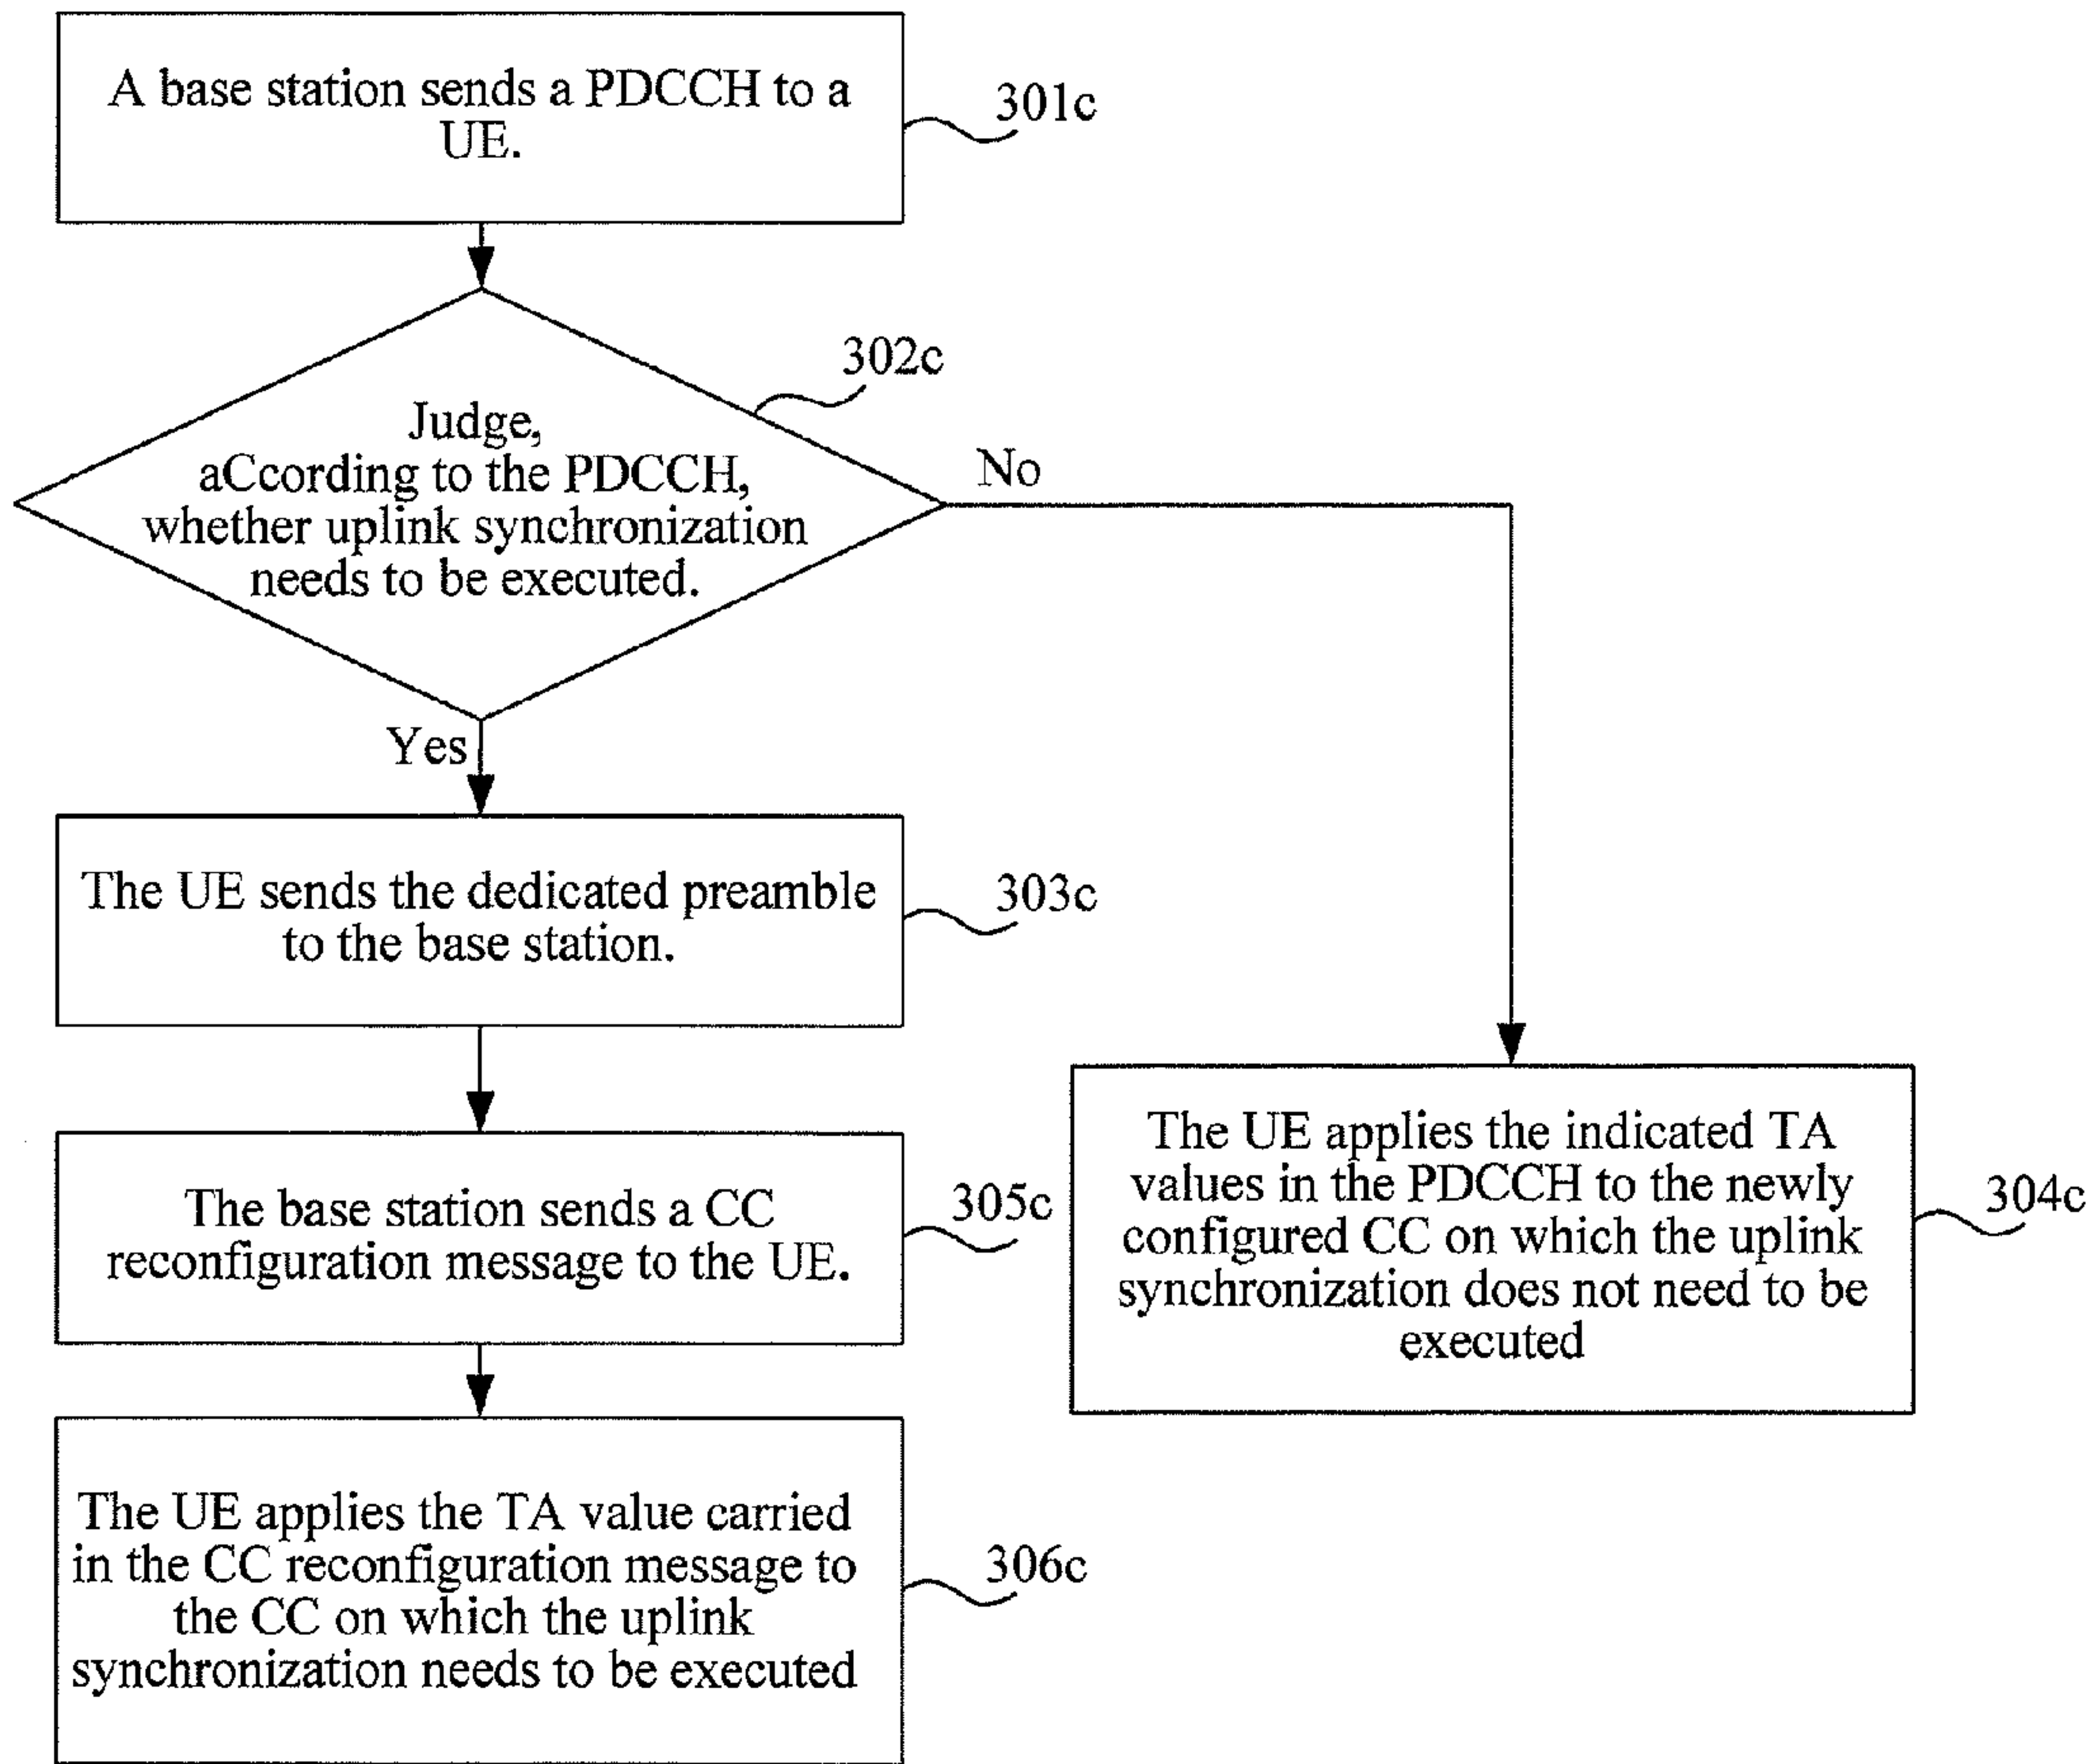 A base station sends a PDCCH to a
UE.
301c
302c
Judge,
aCcording to the PDCCH,
whether uplink synchronization
needs to be executed.
No
Yes
The UE sends the dedicated preamble
to the base station.
303c
The base station sends a CC
reconfiguration message to the UE.
305c
The UE applies the indicated TA
values in the PDCCH to the newly
configured CC on which the uplink
synchronization does not need to be
executed
304c
The UE applies the TA value carried
in the CC reconfiguration message to
the CC on which the uplink
synchronization needs to be executed
306c